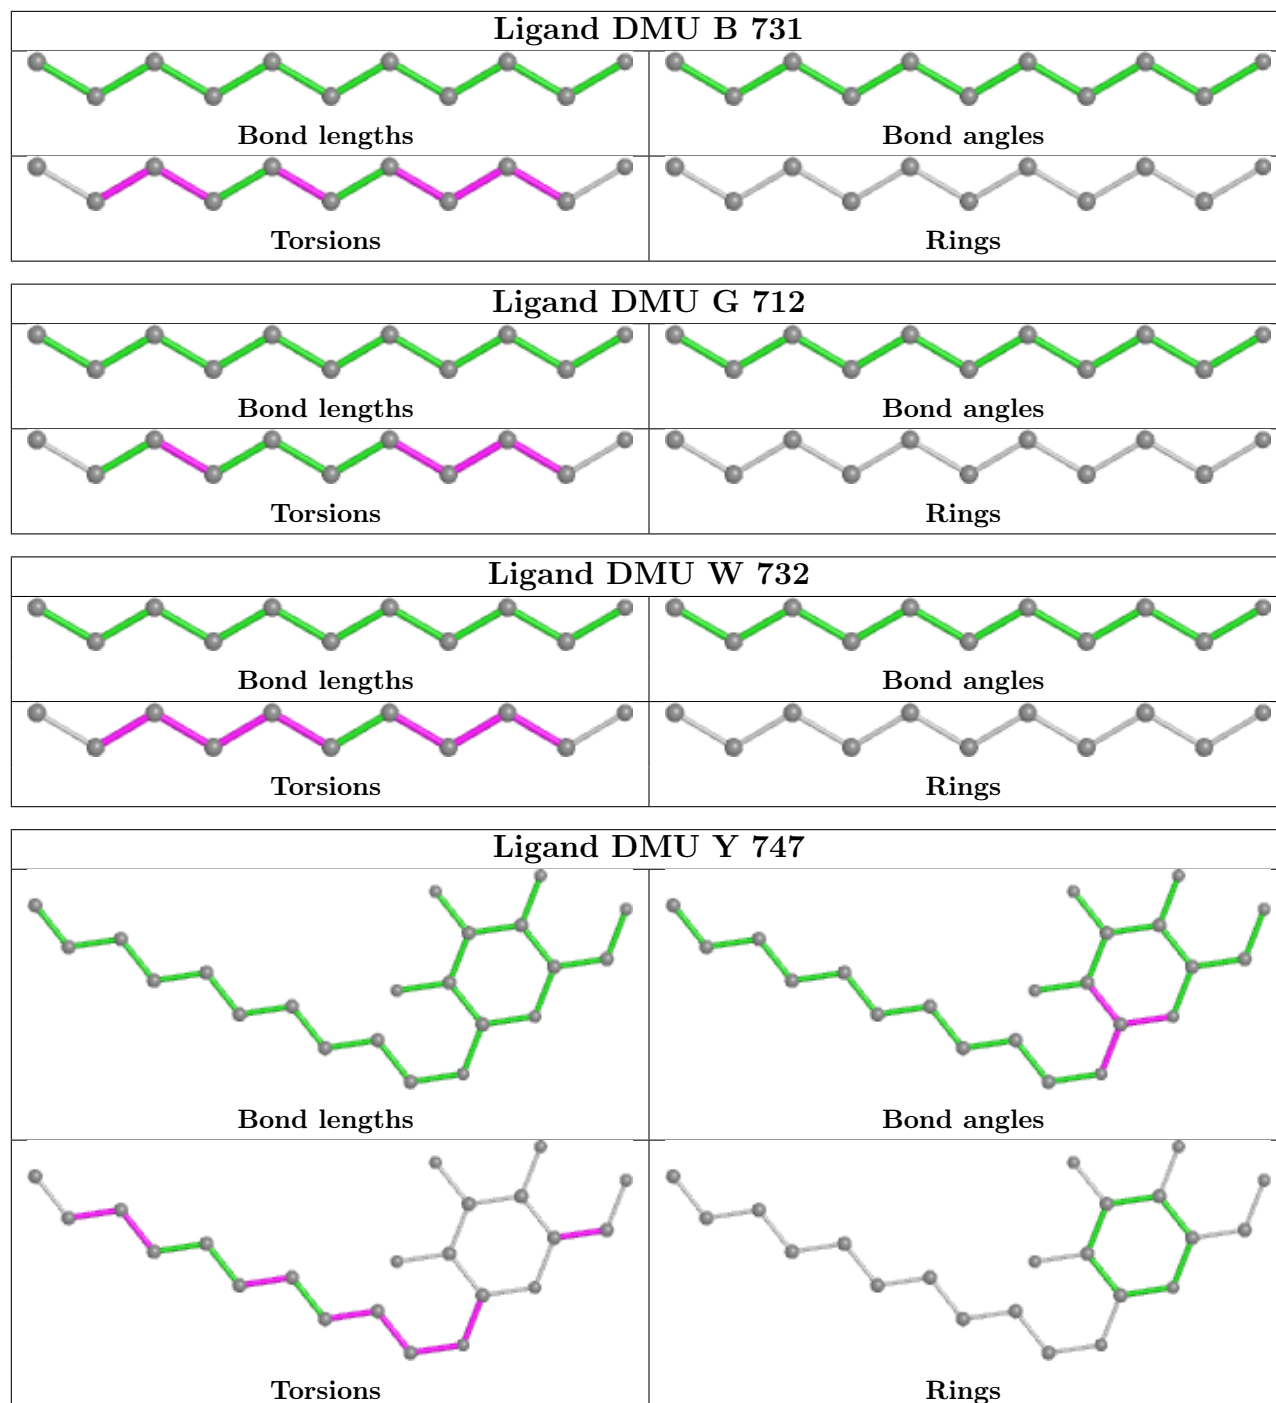 Ligand DMU B 731
Bond lengths
Bond angles
Torsions
Rings
Ligand DMU G 712
Bond lengths
Bond angles
Torsions
Rings
Ligand DMU W 732
Bond lengths
Bond angles
Torsions
Rings
Ligand DMU Y 747
Bond lengths
Bond angles
Torsions
Rings